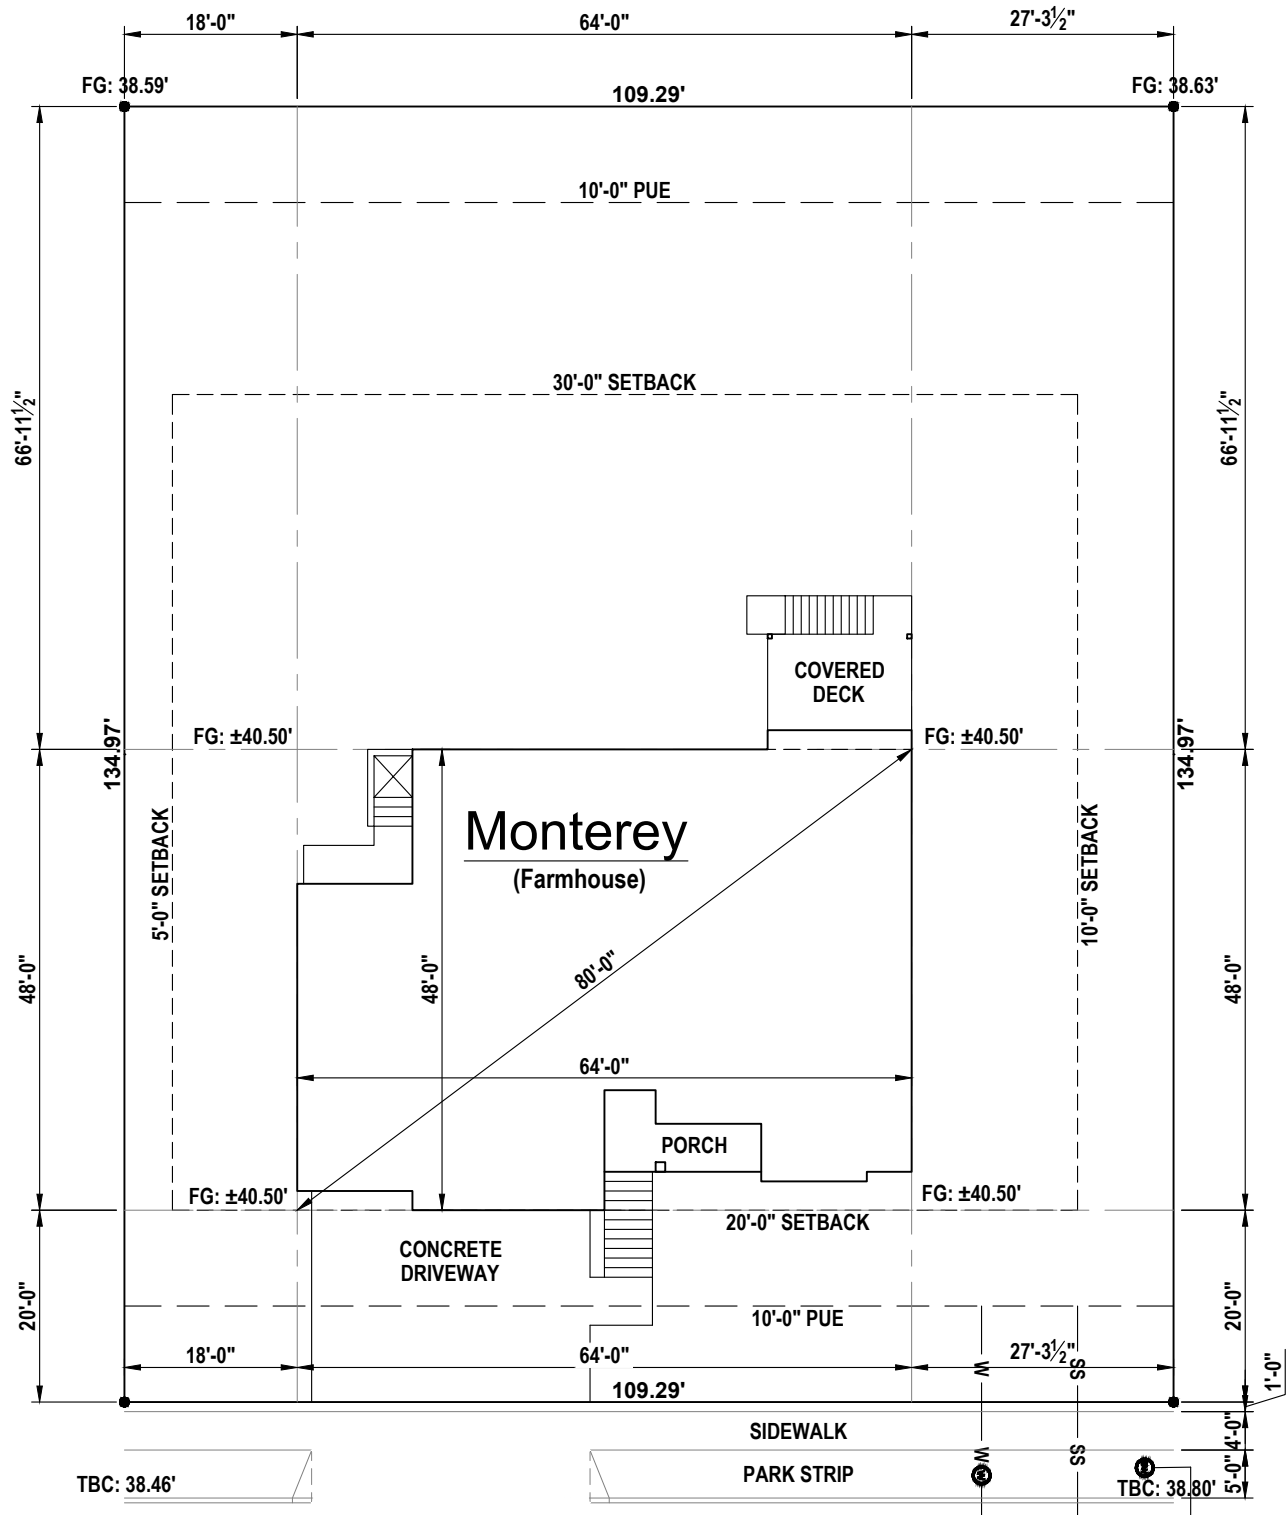 18'-0"
64'-0"
27'-3½"
FG: 38.59'
109.29'
FG: 38.63'
10'-0" PUE
30'-0" SETBACK
66'-11½"
66'-11½"
COVERED
DECK
FG: ±40.50'
FG: ±40.50'
134.97'
134.97'
Monterey
(Farmhouse)
5'-0" SETBACK
10'-0" SETBACK
48'-0"
48'-0"
80'-0"
48'-0"
64'-0"
PORCH
FG: ±40.50'
FG: ±40.50'
20'-0" SETBACK
CONCRETE
DRIVEWAY
20'-0"
20'-0"
10'-0" PUE
18'-0"
64'-0"
27'-3½"
W
SS
1'-0"
109.29'
SIDEWALK
4'-0"
W
SS
PARK STRIP
W
5'-0"
TBC: 38.46'
TBC: 38.80'